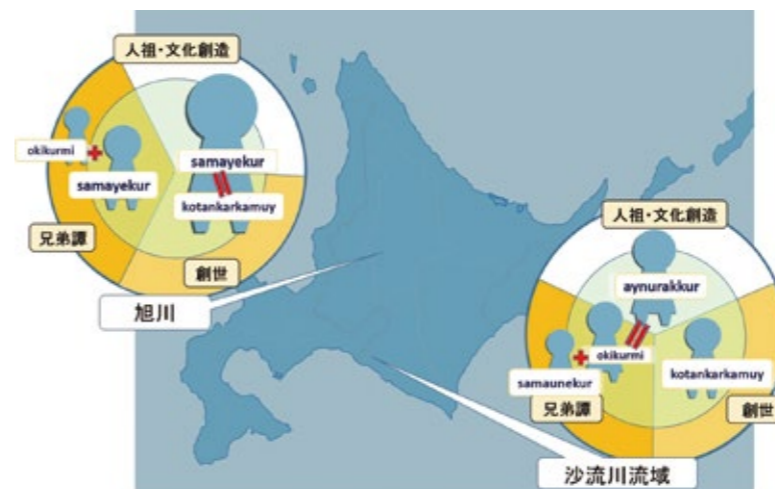 人祖・文化創造
okikurmi
samayekur
samayekur
kotankarkamuy
兄弟譚
創世
旭川
人祖・文化創造
aynurakkur
okikurmi
samaunekur
kotankarkamuy
兄弟譚
創世
沙流川流域